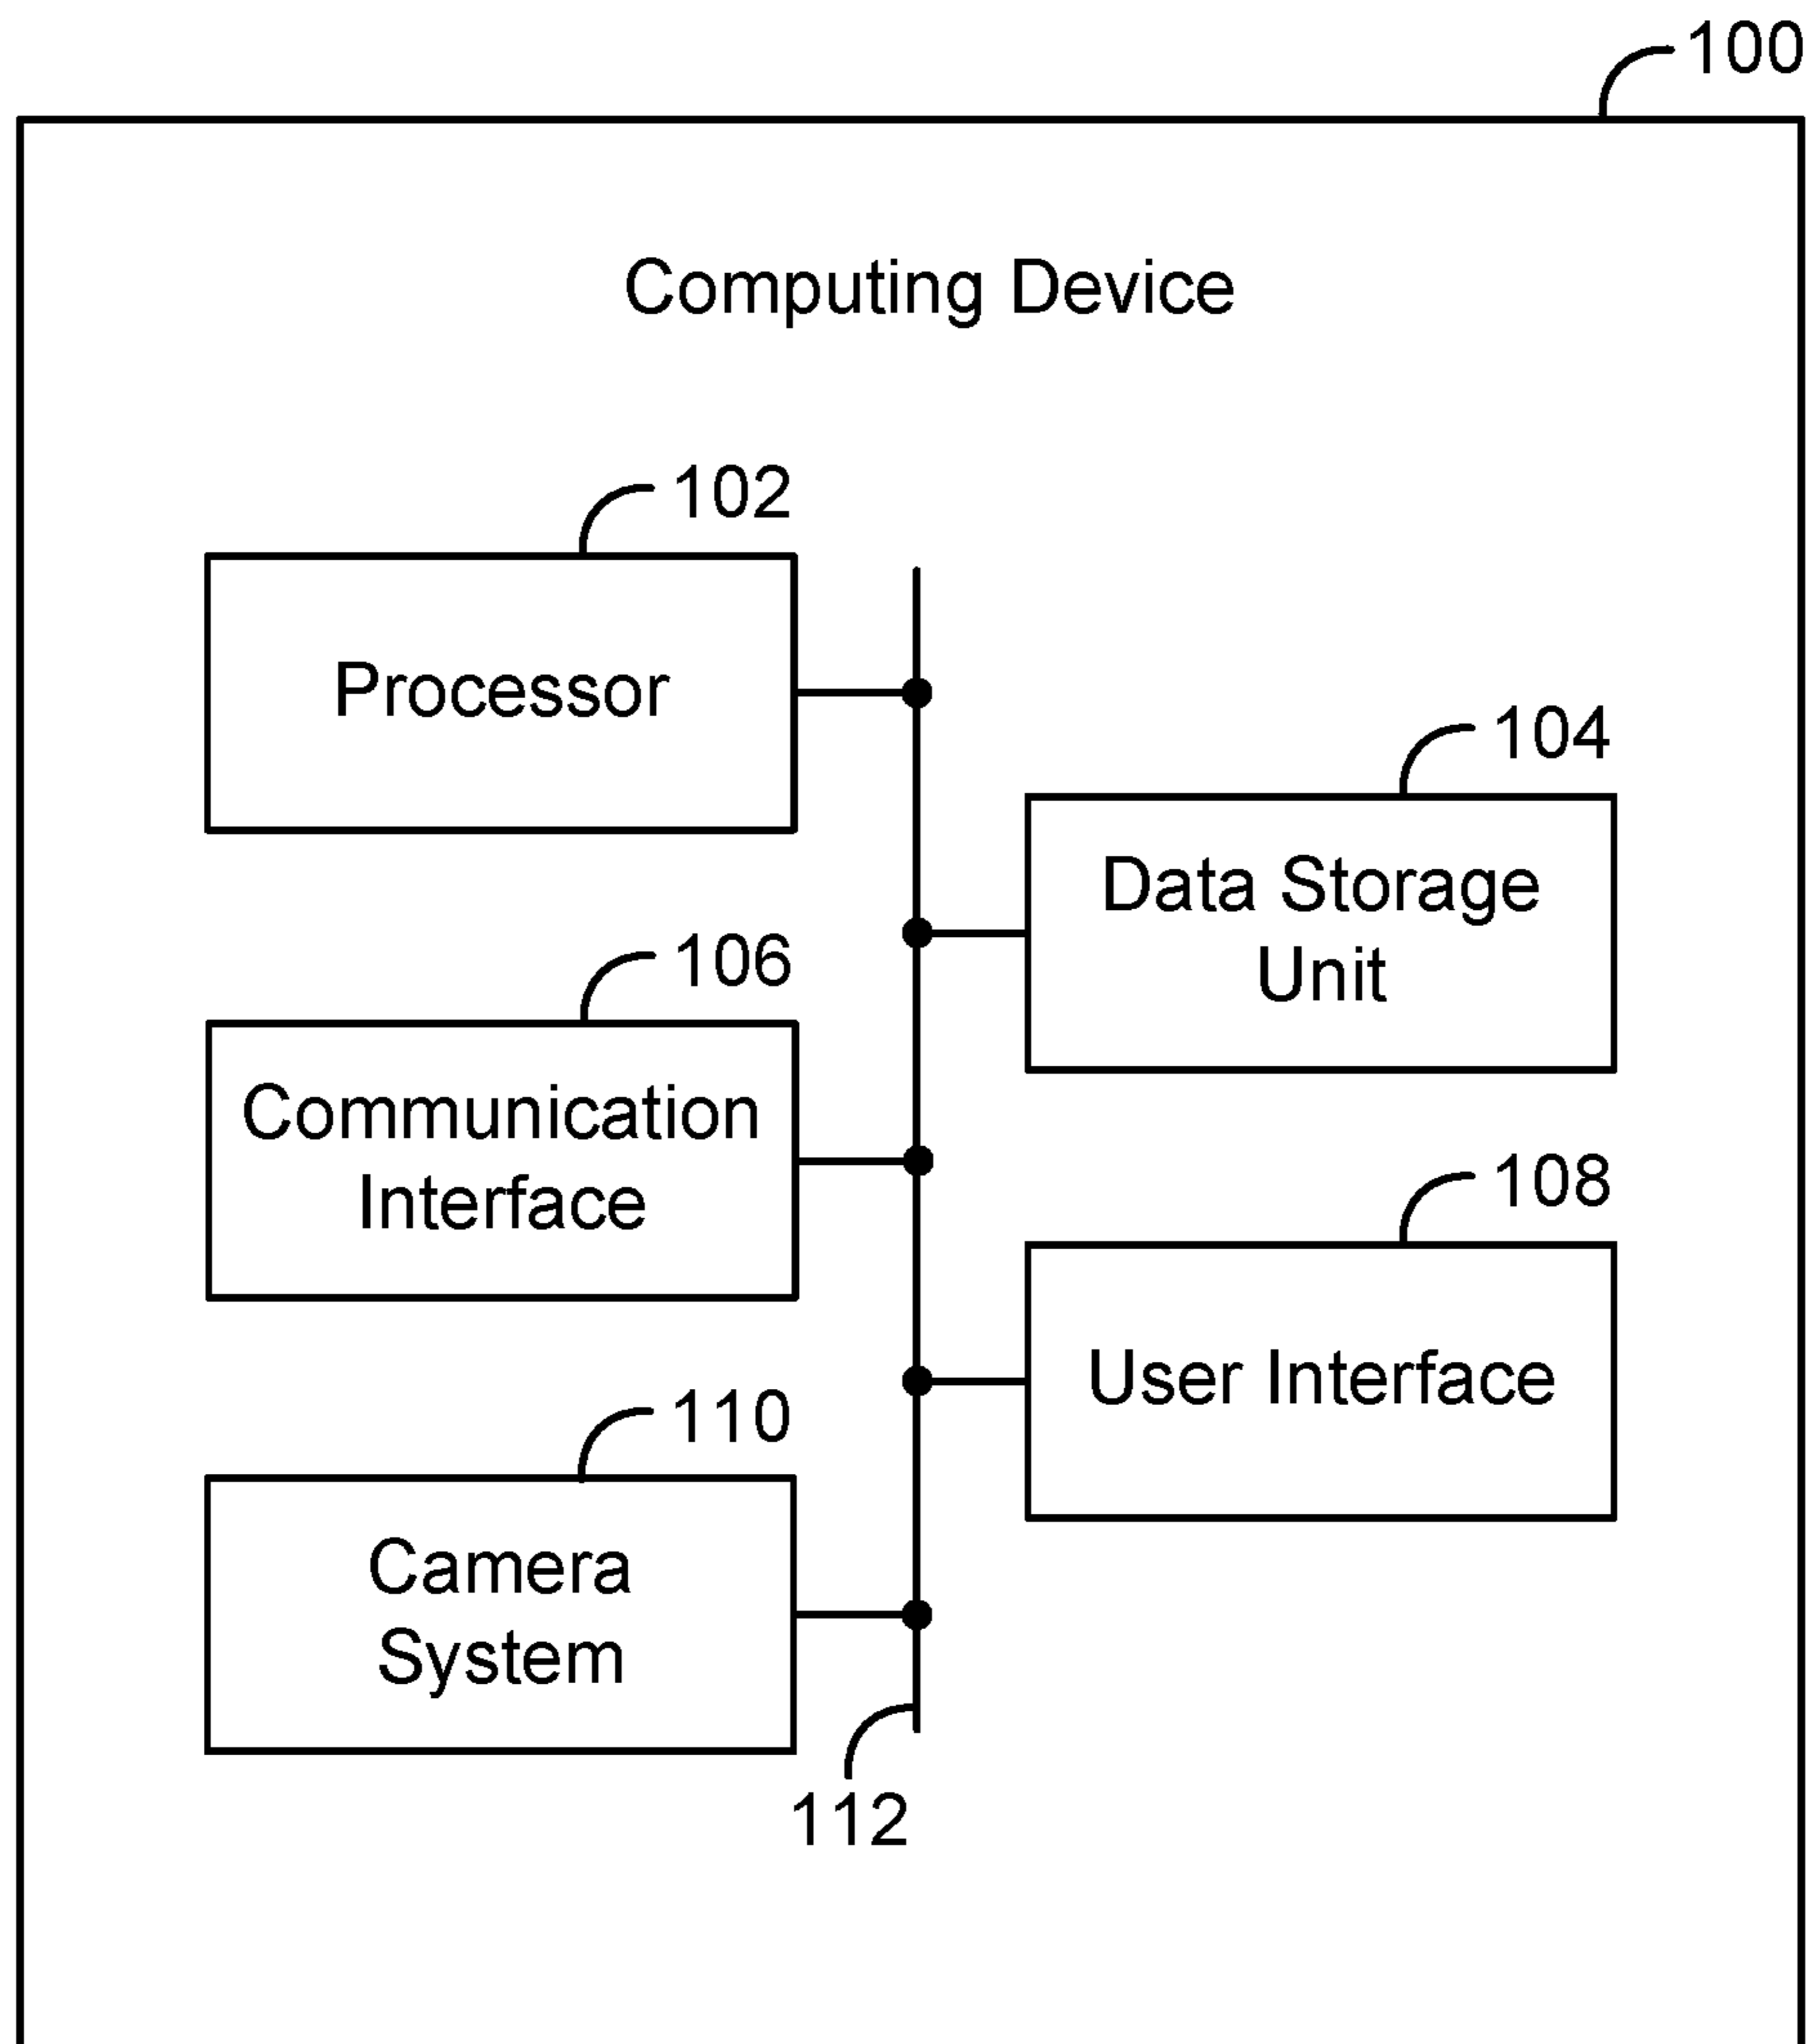 100
Computing Device
102
Processor
104
Data Storage
Unit
106
Communication
Interface
108
User Interface
110
Camera
System
112